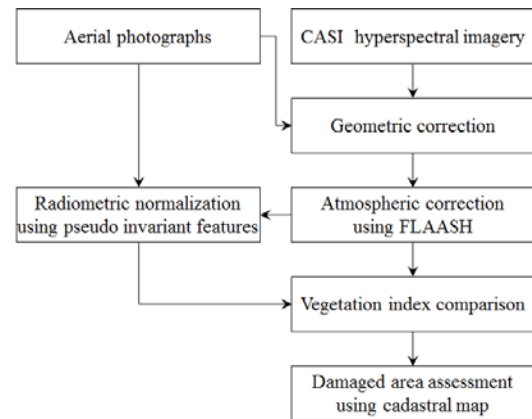 Aerial photographs
CASI hyperspectral imagery
Geometric correction
Radiometric normalization
using pseudo invariant features
Atmospheric correction
using FLAASH
Vegetation index comparison
Damaged area assessment
using cadastral map